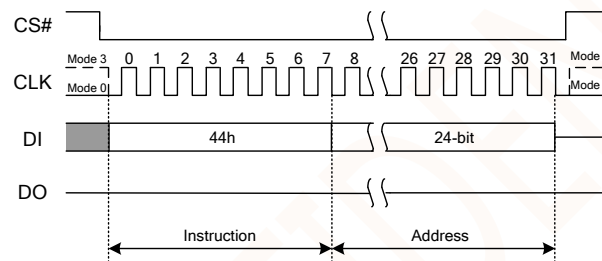 CS#
Mode 3 0 1 2 3 4 5 6 7 8 26 27 28 29 30 31 Mode
CLK
Mode 0 Mode
DI 44h 24-bit
DO
Instruction Address